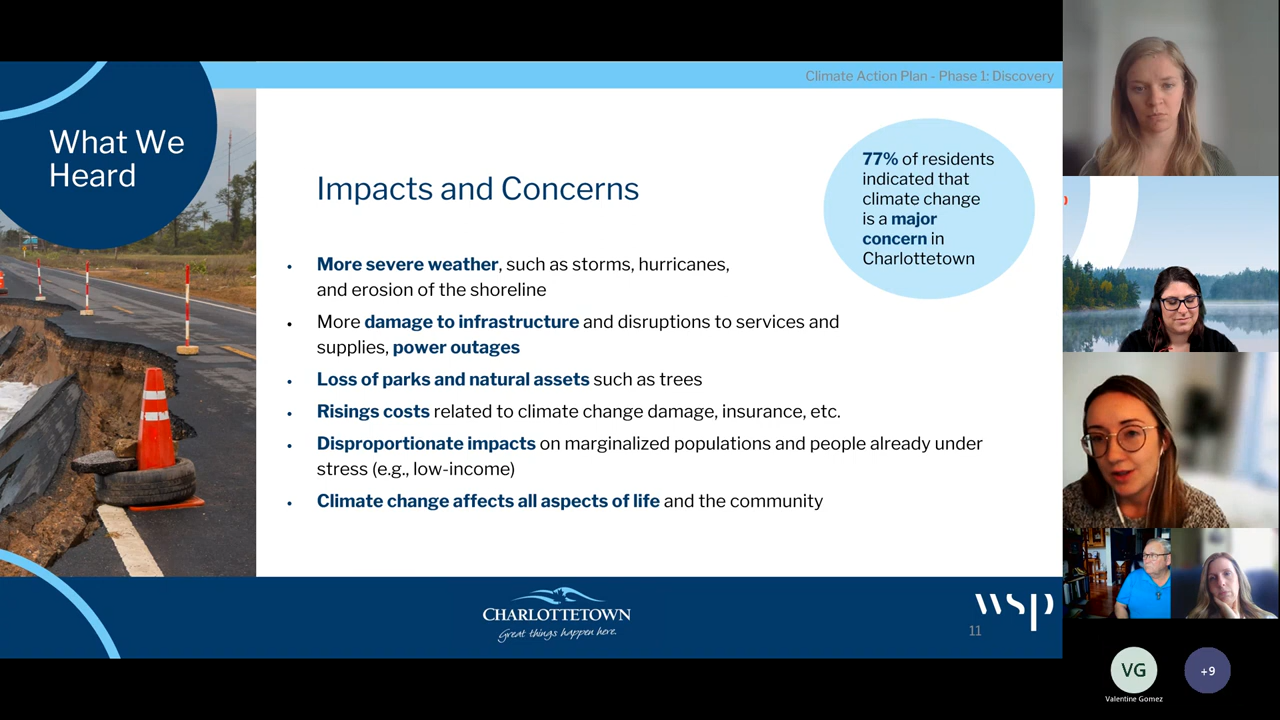 Climate Action Plan - Phase 1: Discovery
What We
Heard
Impacts and Concerns
77% of residents
indicated that
climate change
is a major
concern in
Charlottetown
• More severe weather, such as storms, hurricanes,
and erosion of the shoreline
• More damage to infrastructure and disruptions to services and
supplies, power outages
• Loss of parks and natural assets such as trees
• Risings costs related to climate change damage, insurance, etc.
• Disproportionate impacts on marginalized populations and people already under
stress (e.g., low-income)
• Climate change affects all aspects of life and the community
CHARLOTTETOWN
Great things happen here.
wsp
11
VG
Valentine Gomez
+9